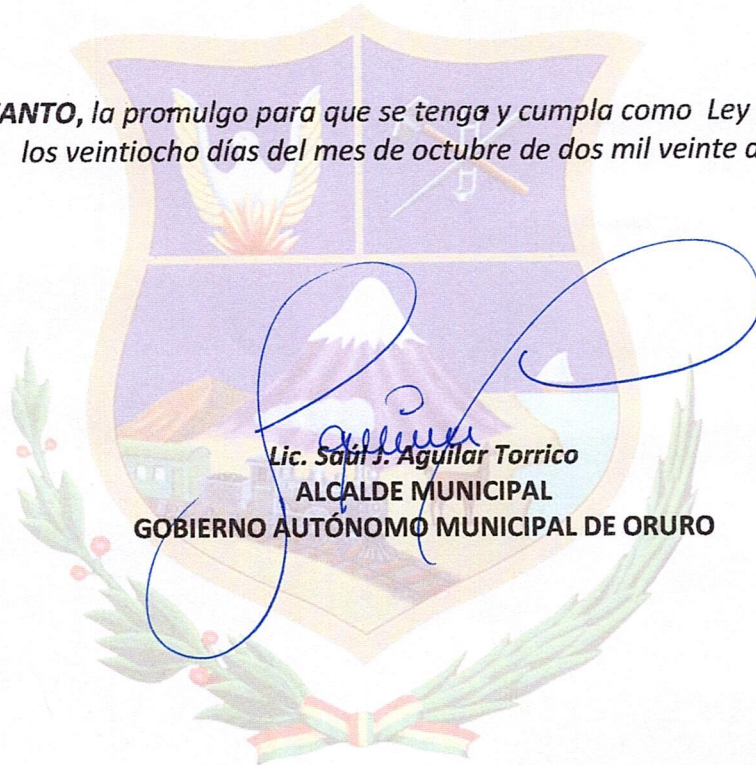 ANTO, la promulgo para que se tenga y cumpla como Ley
los veintiocho días del mes de octubre de dos mil veinte
Lic. Saúl J. Aguilar Torrico
ALCALDE MUNICIPAL
GOBIERNO AUTÓNOMO MUNICIPAL DE ORURO